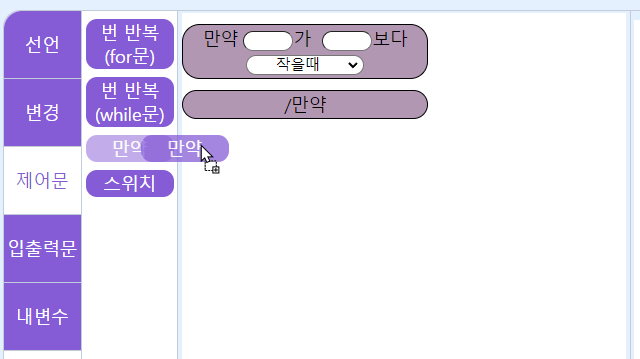 선언
변경
제어문
입출력문
내변수
번 반복
(for문)
번 반복
(while문)
만약
만약
스위치
만약 가 보다
작을때
/만약